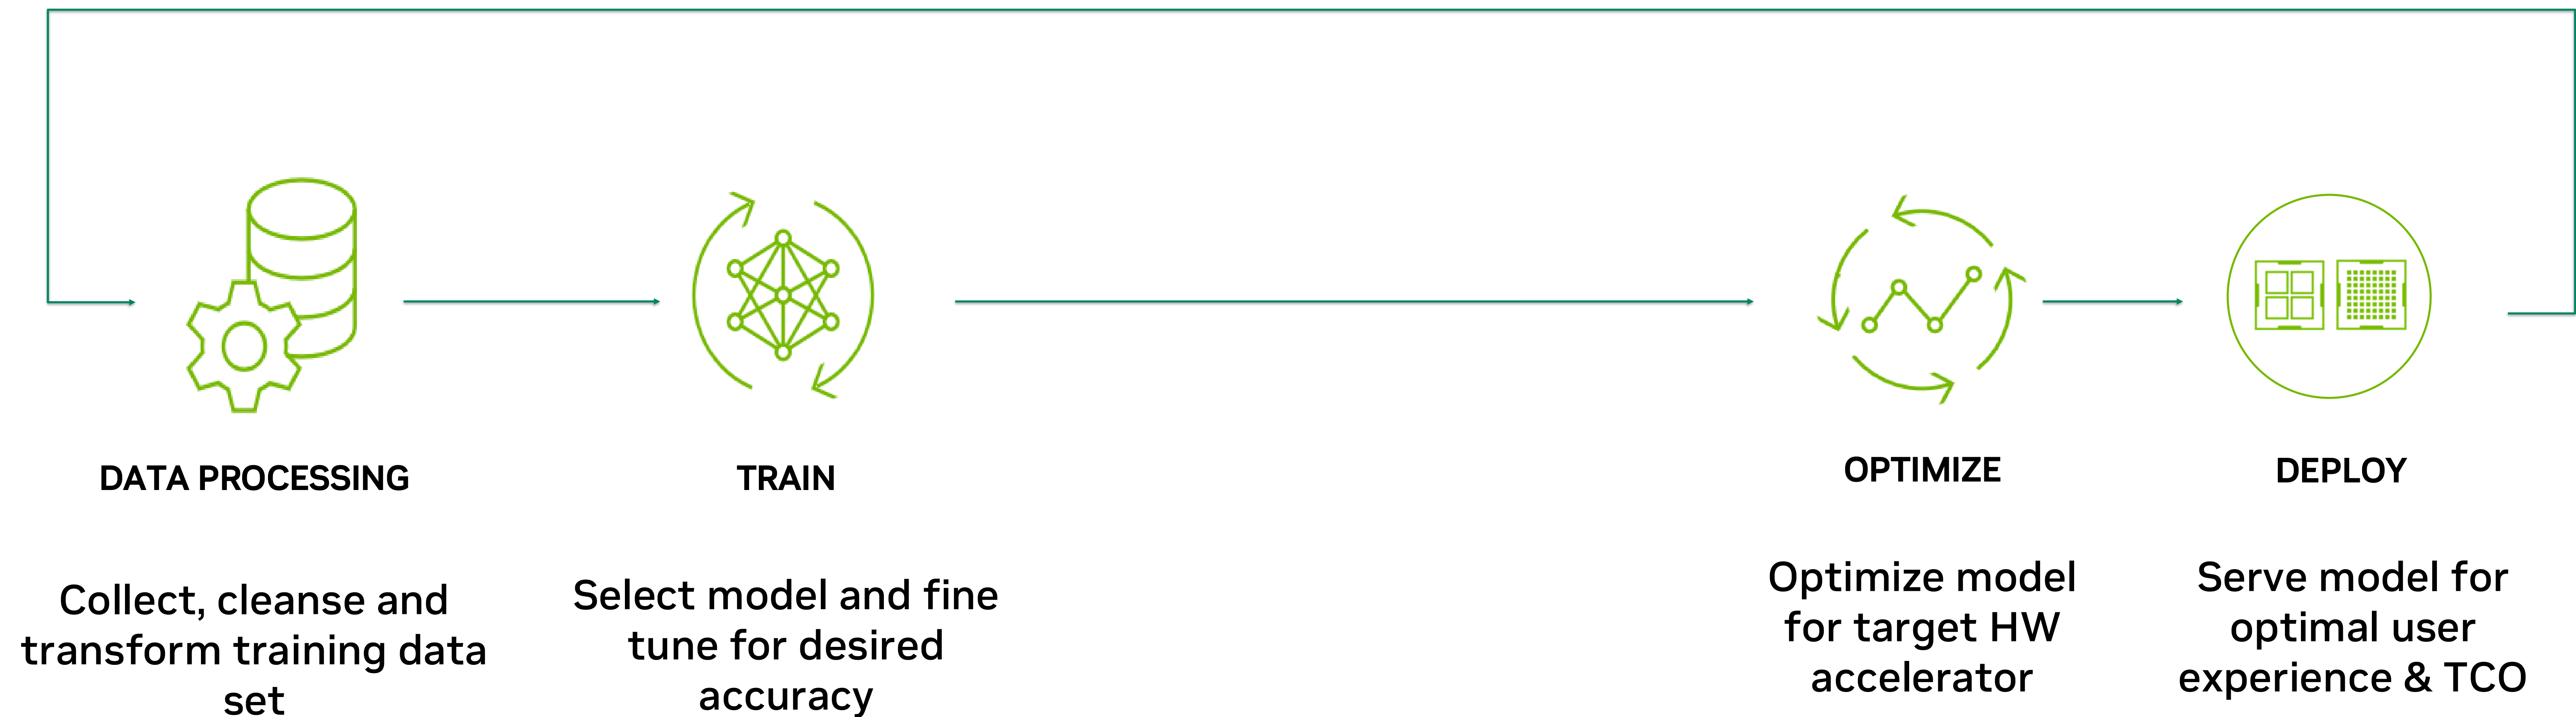 DATA PROCESSING
Collect, cleanse and
transform training data
set
TRAIN
Select model and fine
tune for desired
accuracy
OPTIMIZE
Optimize model
for target HW
accelerator
DEPLOY
Serve model for
optimal user
experience & TCO